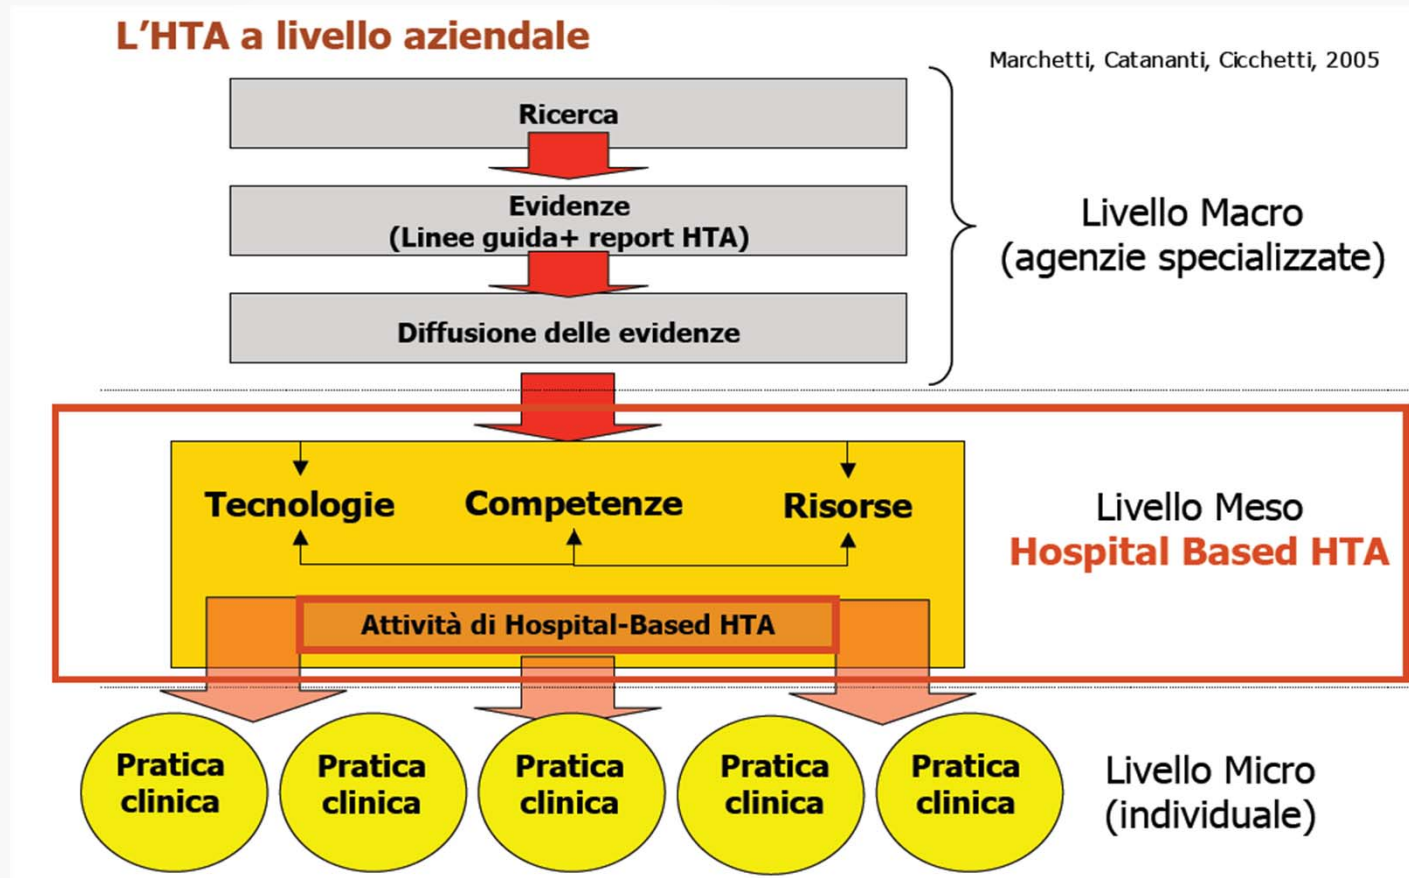 L'HTA a livello aziendale
Marchetti, Catananti, Cicchetti, 2005
Ricerca
Evidenze
(Linee guida+ report HTA)
Diffusione delle evidenze
Livello Macro
(agenzie specializzate)
Tecnologie
Competenze
Risorse
Livello Meso
Hospital Based HTA
Attività di Hospital-Based HTA
Pratica
clinica
Pratica
clinica
Pratica
clinica
Pratica
clinica
Pratica
clinica
Livello Micro
(individuale)